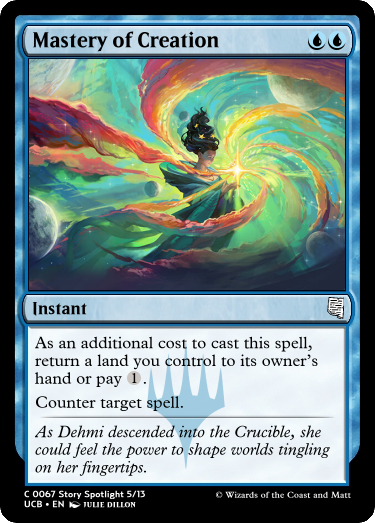 Mastery of Creation
Instant
As an additional cost to cast this spell,
return a land you control to its owner's
hand or pay 1.
Counter target spell.
As Dehmi descended into the Crucible, she
could feel the power to shape worlds tingling
on her fingertips.
C 0067 Story Spotlight 5/13
UCB • EN JULIE DILLON
© Wizards of the Coast and Matt